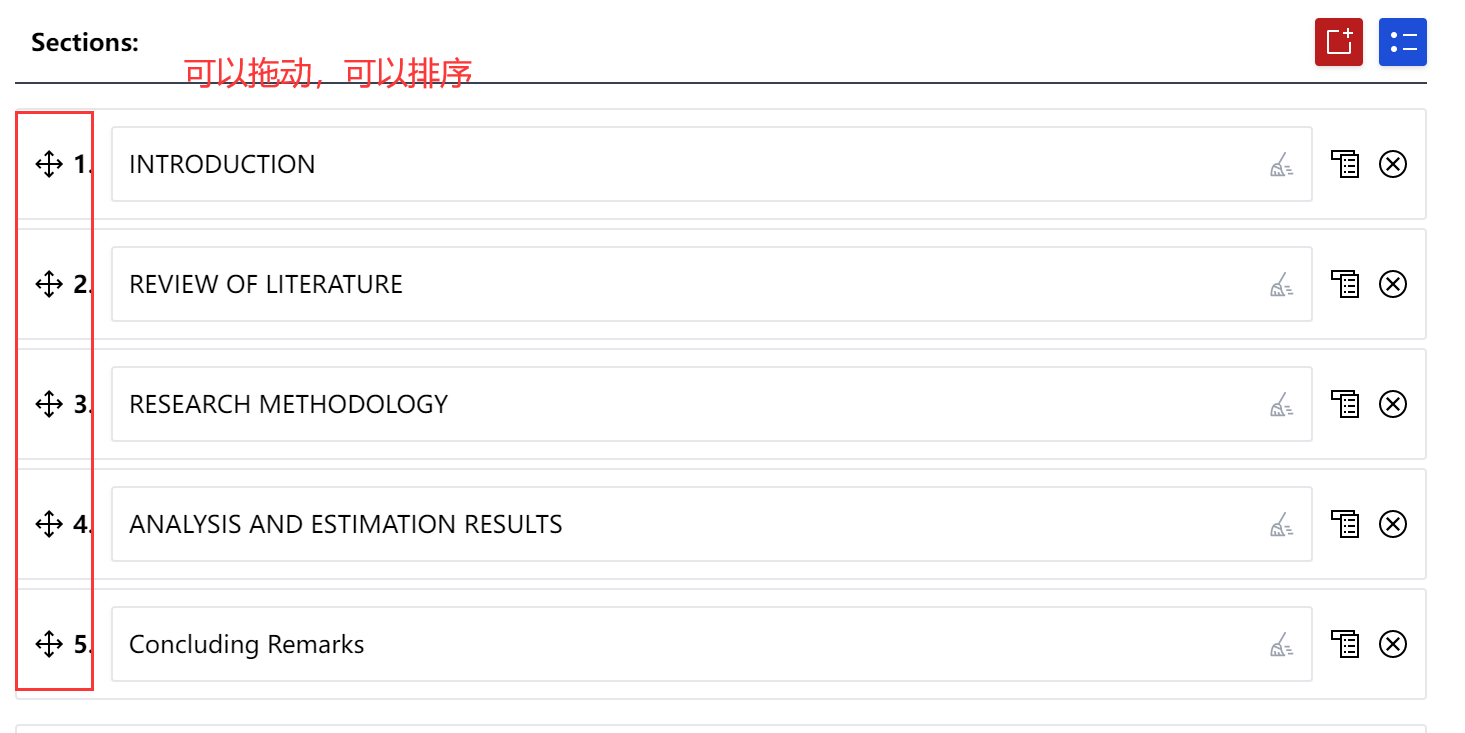 Sections:
可以拖动，可以排序
1. INTRODUCTION
2. REVIEW OF LITERATURE
3. RESEARCH METHODOLOGY
4. ANALYSIS AND ESTIMATION RESULTS
5. Concluding Remarks